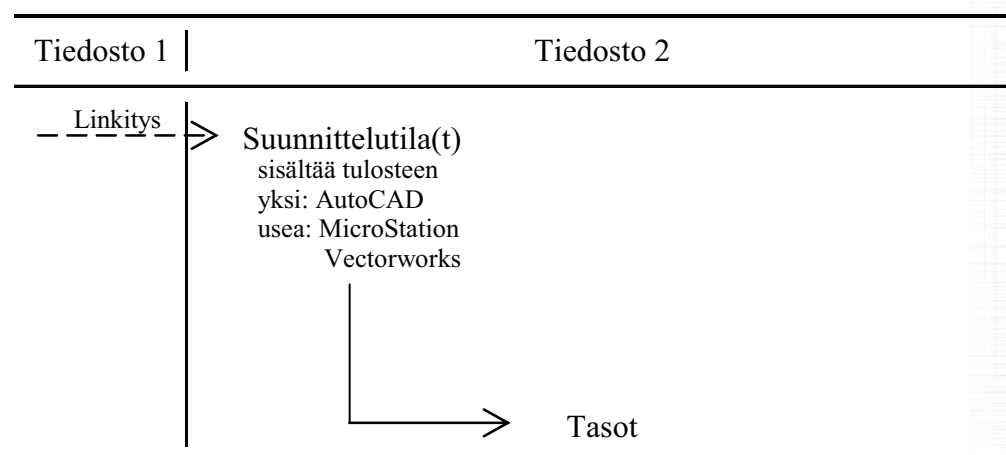 Tiedosto 1
Tiedosto 2
Linkitys
Suunnittelutila(t)
sisältää tulosteen
yksi: AutoCAD
usea: MicroStation
Vectorworks
Tasot